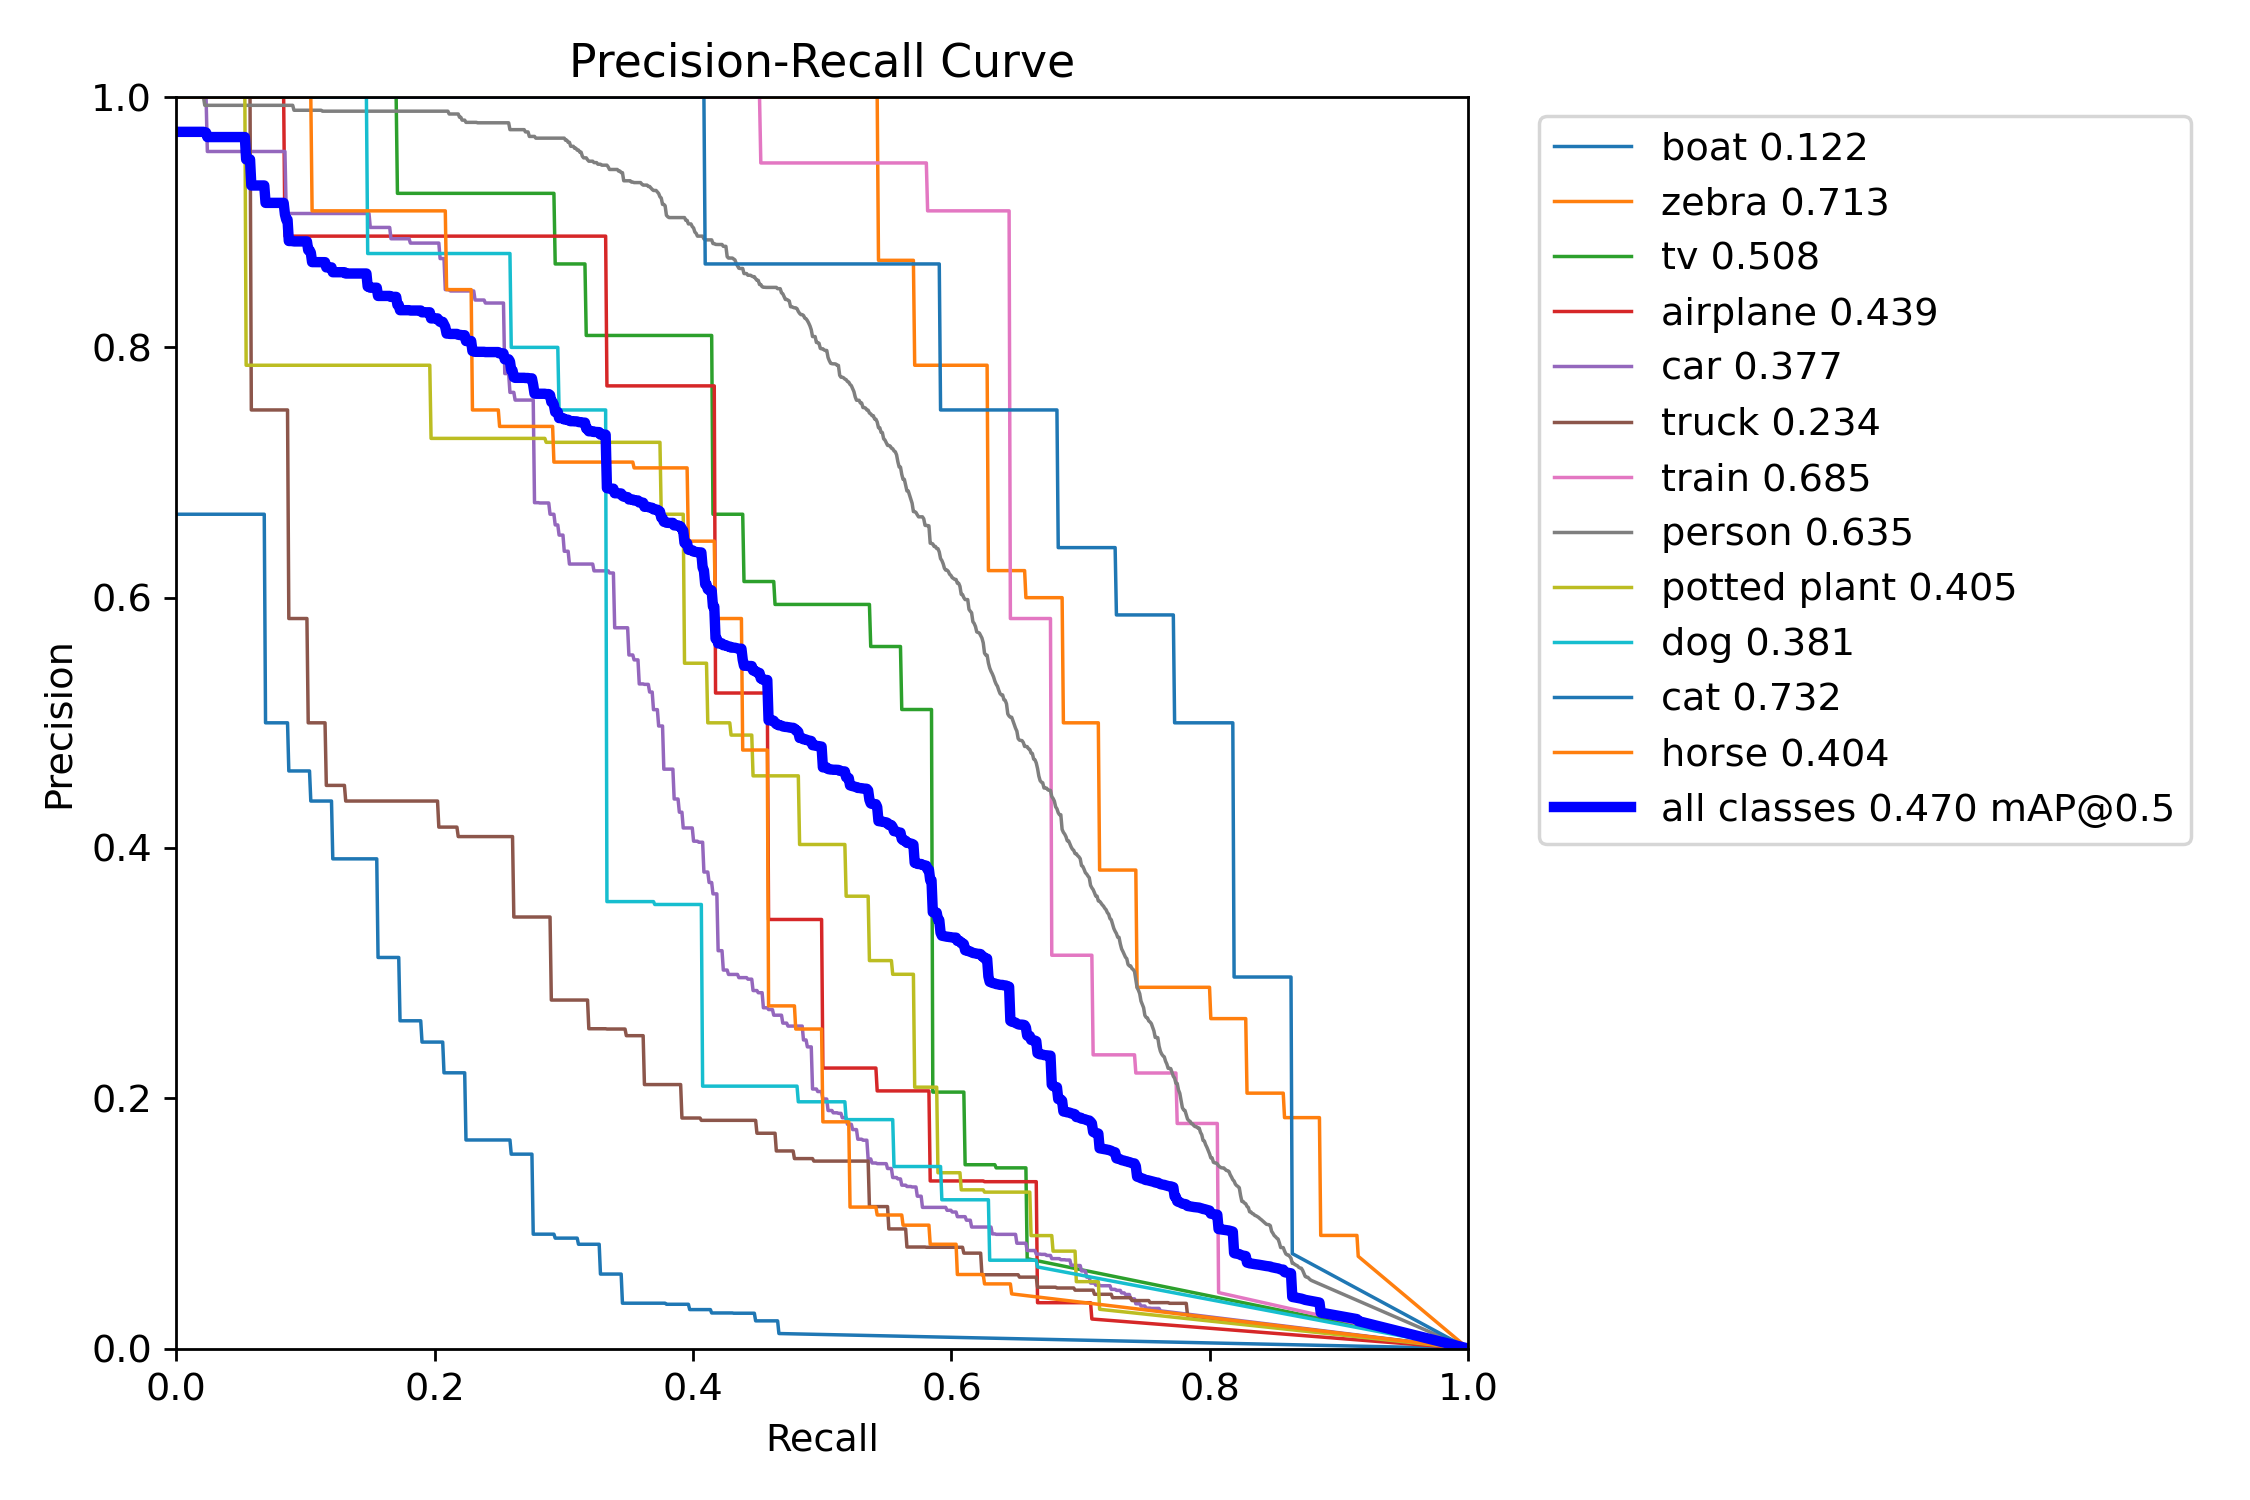 Precision-Recall Curve
1.0
0.8
0.6
0.4
0.2
0.0
Precision
0.0 0.2 0.4 0.6 0.8 1.0
Recall
boat 0.122
zebra 0.713
tv 0.508
airplane 0.439
car 0.377
truck 0.234
train 0.685
person 0.635
potted plant 0.405
dog 0.381
cat 0.732
horse 0.404
all classes 0.470 mAP@0.5